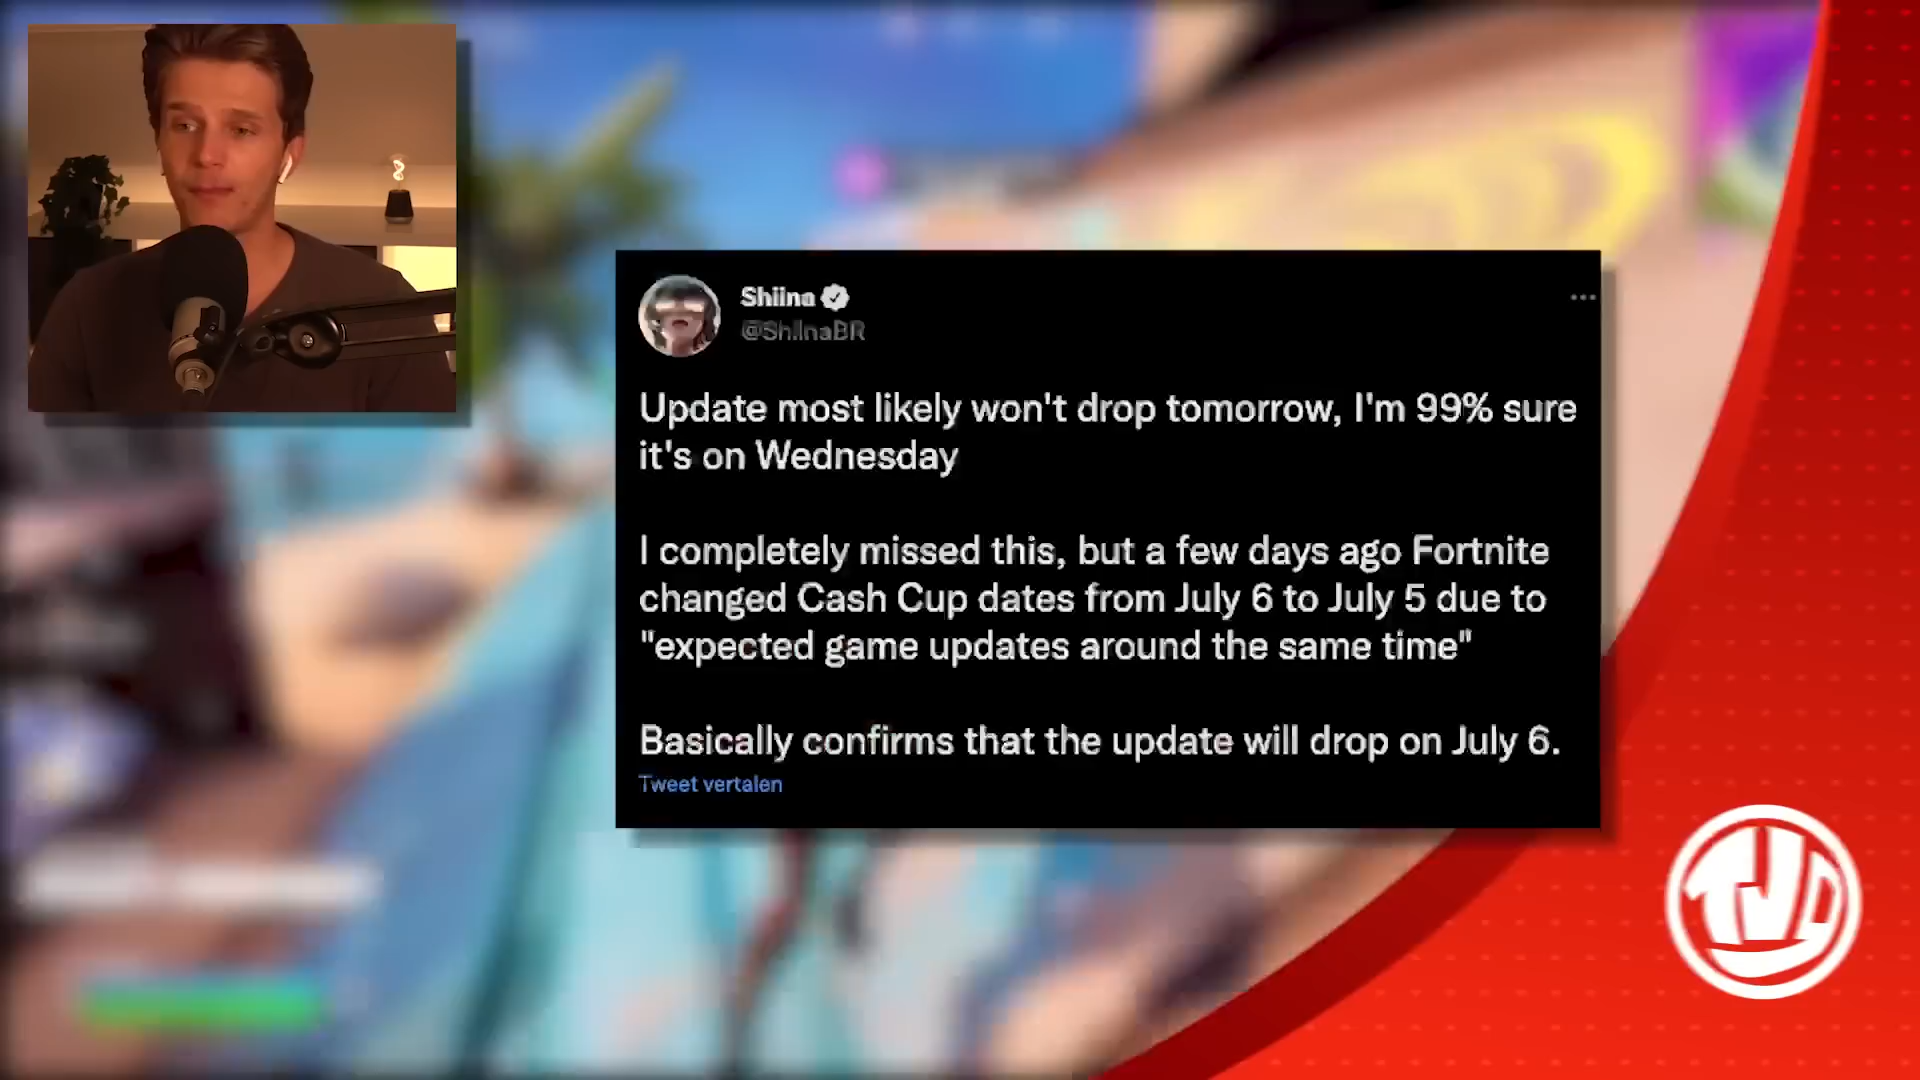 Shiina
@ShiinaBR
Update most likely won't drop tomorrow, I'm 99% sure
it's on Wednesday
I completely missed this, but a few days ago Fortnite
changed Cash Cup dates from July 6 to July 5 due to
"expected game updates around the same time"
Basically confirms that the update will drop on July 6.
Tweet vertalen
TVO